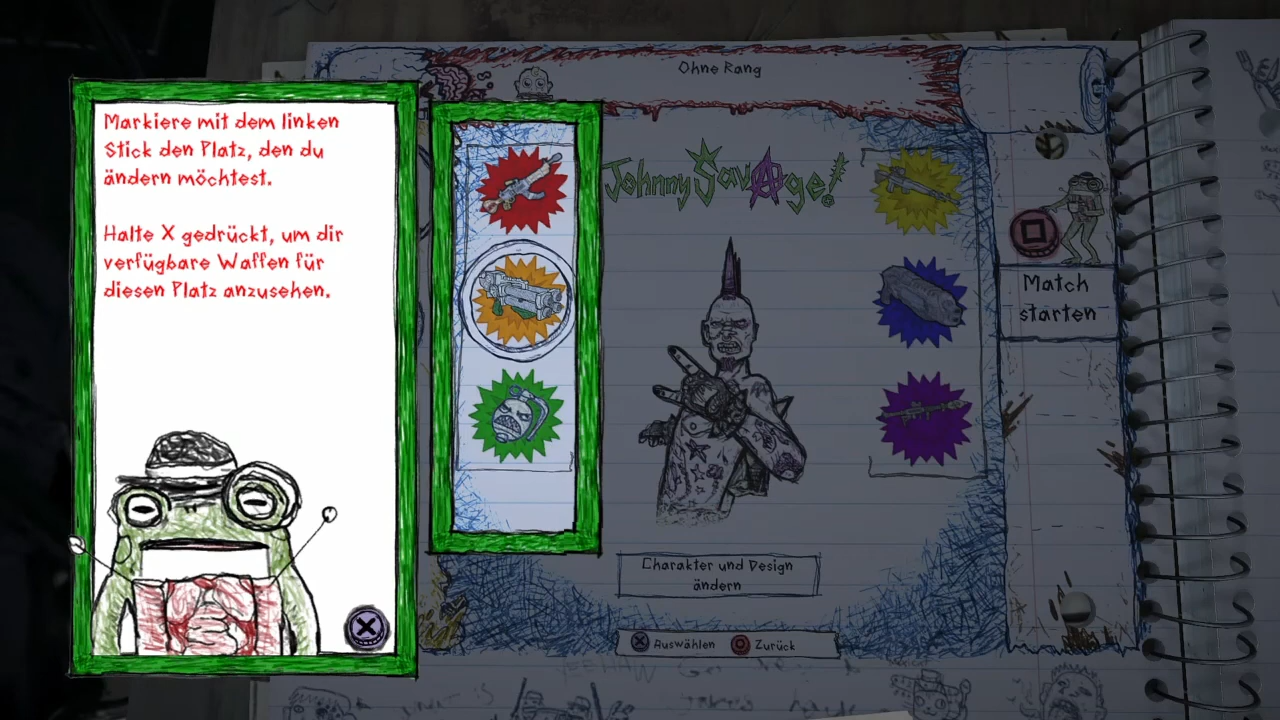 Markiere mit dem linken
Stick den Platz, den du
ändern möchtest.
Halte X gedrückt, um dir
verfügbare Waffen für
diesen Platz anzusehen.
Ohne Rang
Johnny Savage!
Match
starten
Charakter und Design
ändern
Auswählen
Zurück